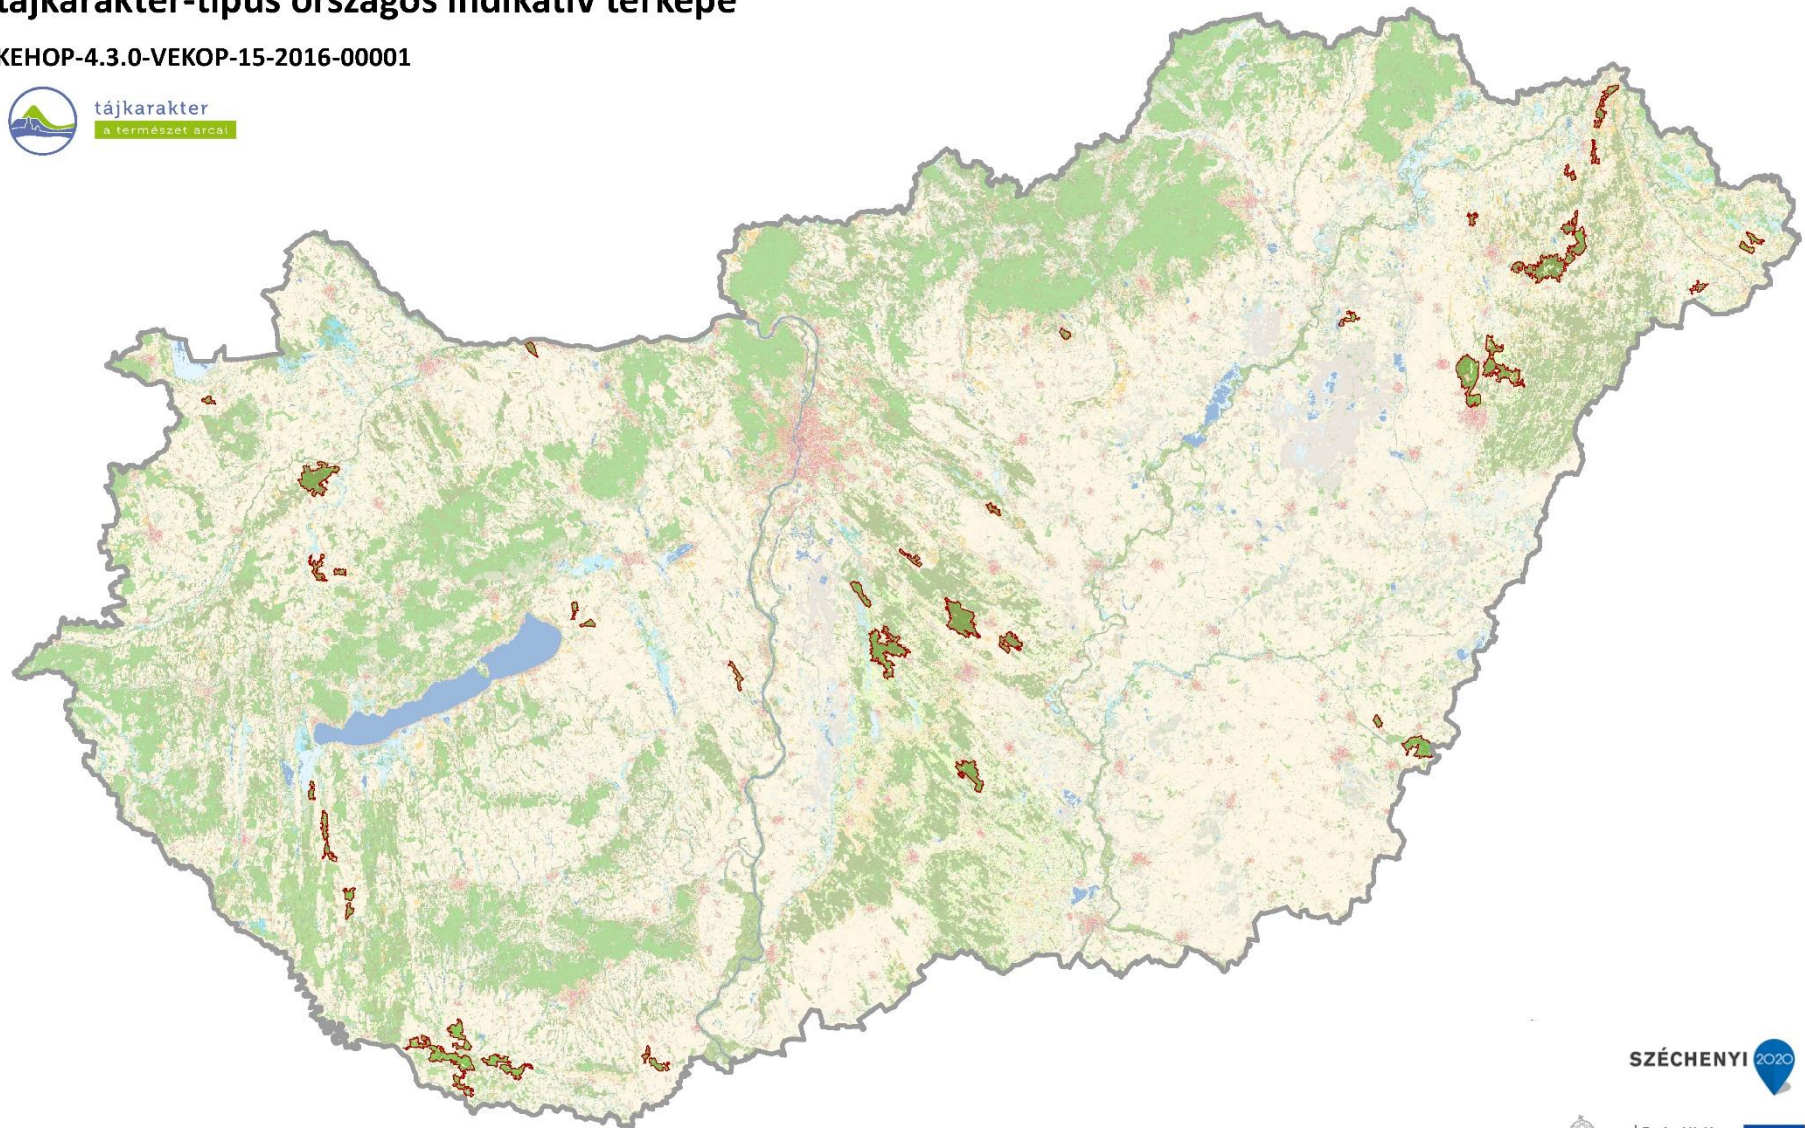 tájkarakter-típus országos indikatív térképe
KEHOP-4.3.0-VEKOP-15-2016-00001
tájkarakter
a természet arcai
SZÉCHENYI 2020